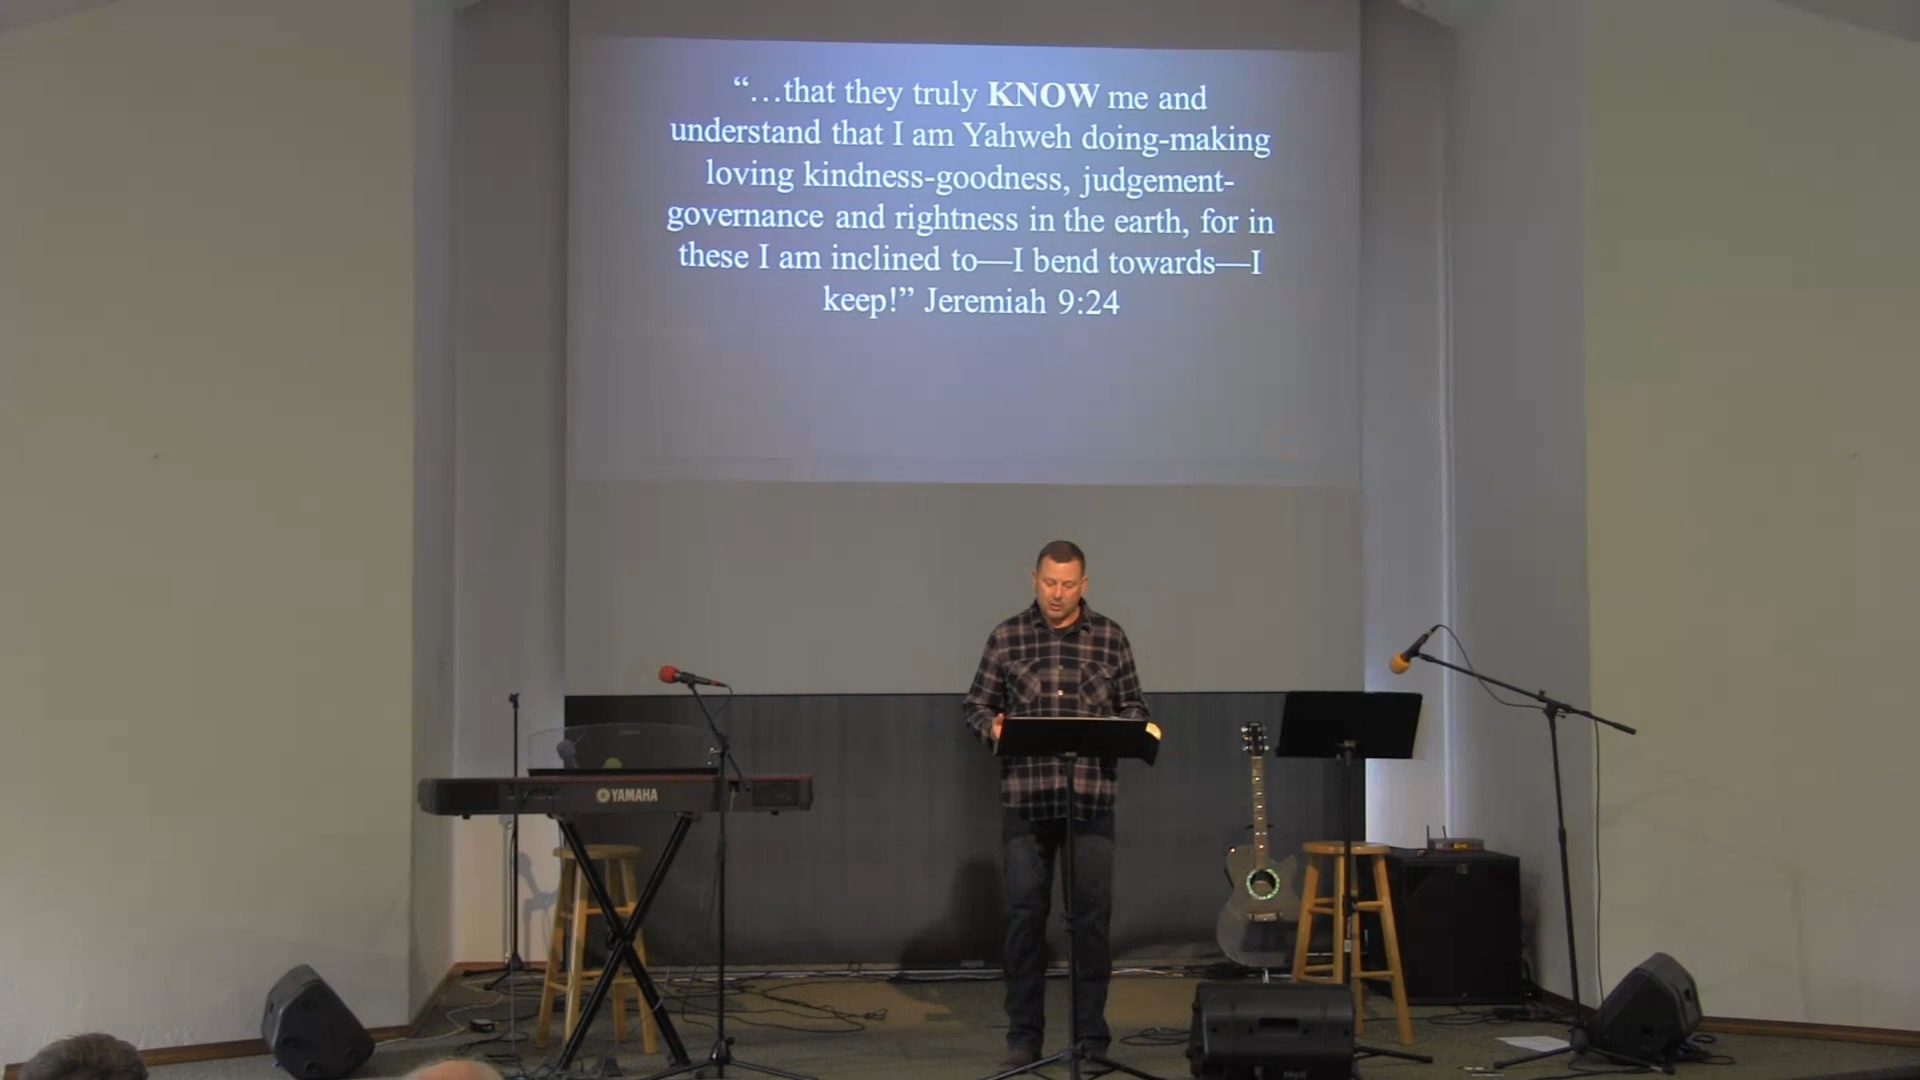 “…that they truly KNOW me and
understand that I am Yahweh doing-making
loving kindness-goodness, judgement-
governance and rightness in the earth, for in
these I am inclined to—I bend towards—I
keep!” Jeremiah 9:24
YAMAHA